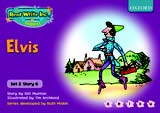 Read Write Inc.
OXFORD
Elvis
Set 2 Story 6
Story by Gill Munton
Illustrated by Tim Archbold
Series developed by Ruth Miskin